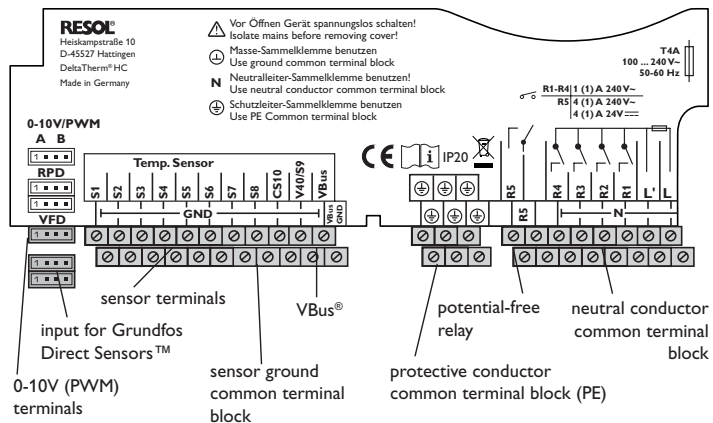 RESOL®
Heiskampstraße 10
D-45527 Hattingen
DeltaTherm® HC
Made in Germany
Vor Öffnen Gerät spannungslos schalten!
Isolate mains before removing cover!
Masse-Sammelklemme benutzen
Use ground common terminal block
N Neutralleiter-Sammelklemme benutzen!
Use neutral conductor common terminal block
Schutzleiter-Sammelklemme benutzen
Use PE Common terminal block
T4A
100 ... 240 V~
50-60 Hz
R1-R4 1 (1) A 240 V~
R5 4 (1) A 240 V~
4 (1) A 24 V
0-10V/PWM
A B
1
RPD
1
1
VFD
1
1
1
Temp. Sensor
S1 S2 S3 S4 S5 S6 S7 S8 CS10 V40/S9 VBus
GND
VBus GND
CE i IP20
R5 R4 R3 R2 R1 L' L
R5 N
sensor terminals
VBus®
input for Grundfos
Direct Sensors™
0-10V (PWM)
terminals
sensor ground
common terminal
block
potential-free
relay
protective conductor
common terminal block (PE)
neutral conductor
common terminal
block